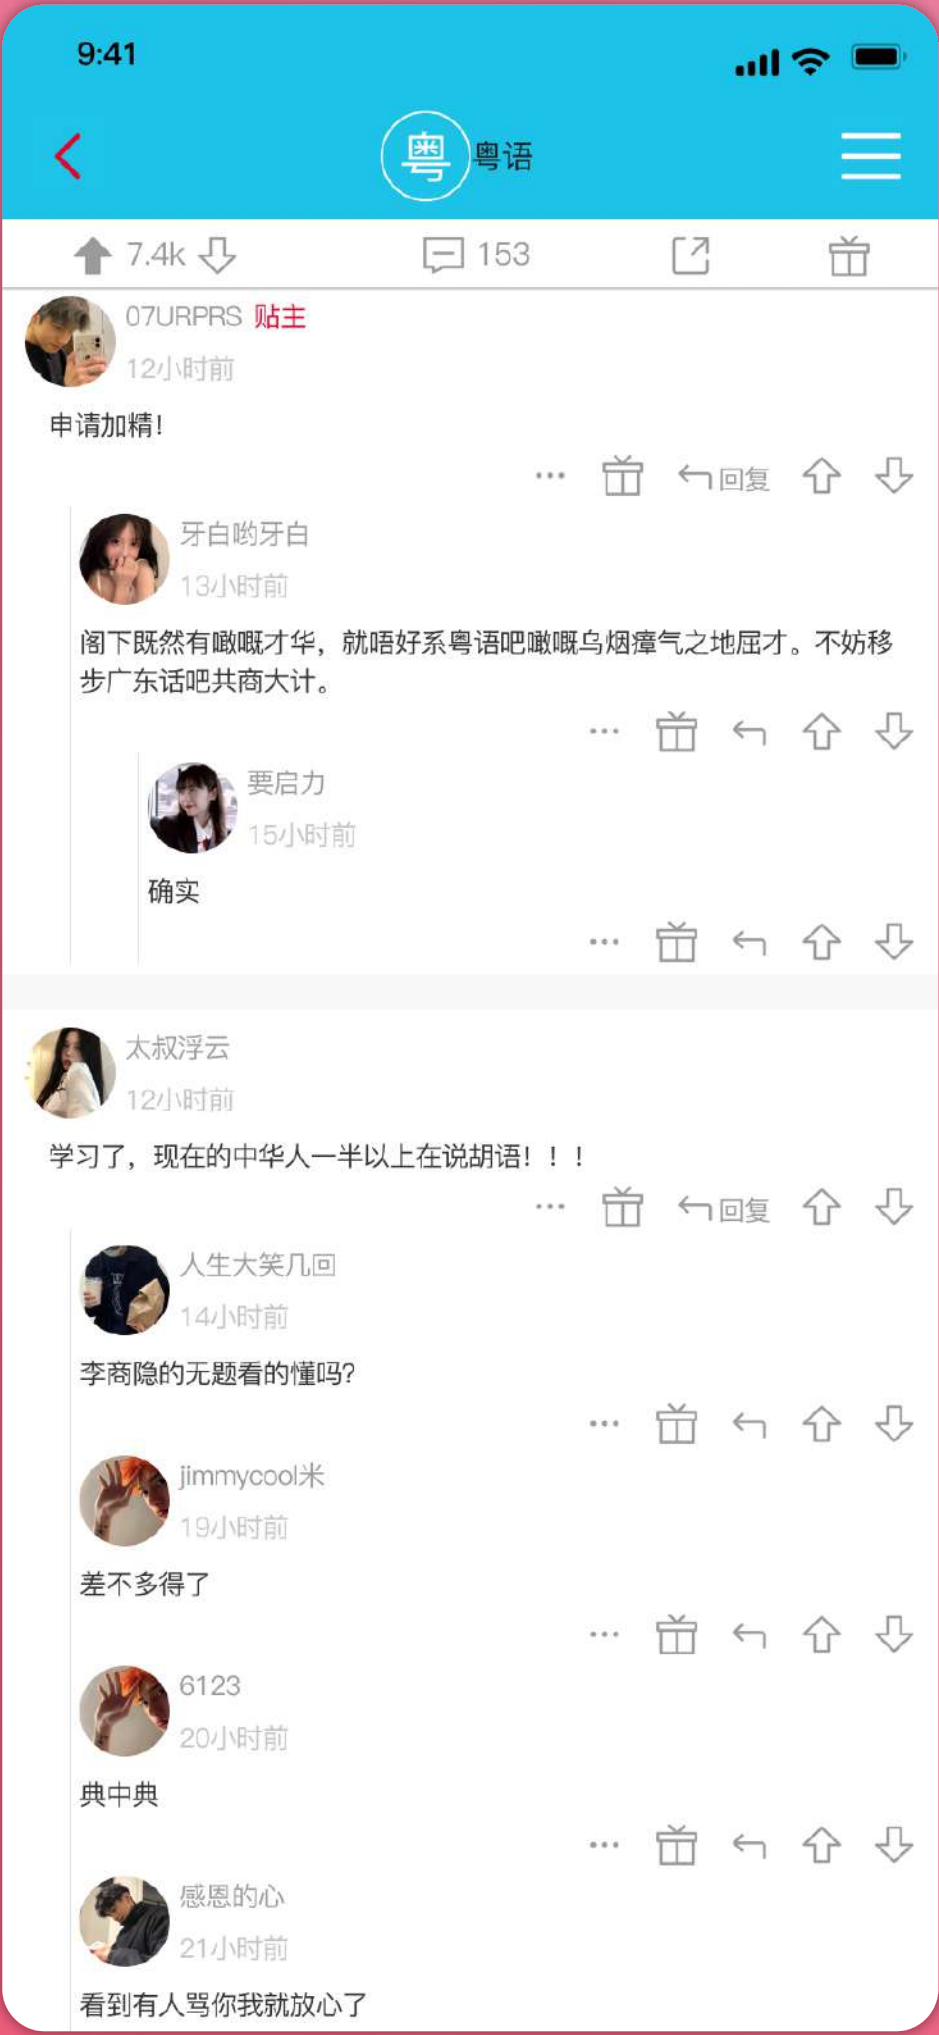 9:41
粤 粤语
7.4k 153
07URPRS 贴主
12小时前
申请加精!
回复
牙白哟牙白
13小时前
阁下既然有噉嘅才华，就唔好系粤语吧噉嘅乌烟瘴气之地屈才。不妨移
步广东话吧共商大计。
要启力
15小时前
确实
太叔浮云
12小时前
学习了，现在的中华人一半以上在说胡语！！！
回复
人生大笑几回
14小时前
李商隐的无题看的懂吗?
jimmycool米
19小时前
差不多得了
6123
20小时前
典中典
感恩的心
21小时前
看到有人骂你我就放心了